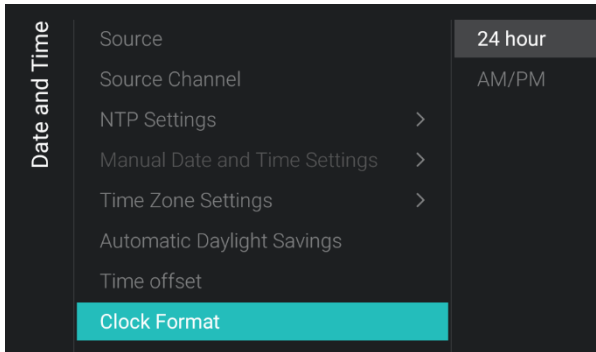 Date and Time
Source
Source Channel
NTP Settings
Manual Date and Time Settings
Time Zone Settings
Automatic Daylight Savings
Time offset
Clock Format
24 hour
AM/PM